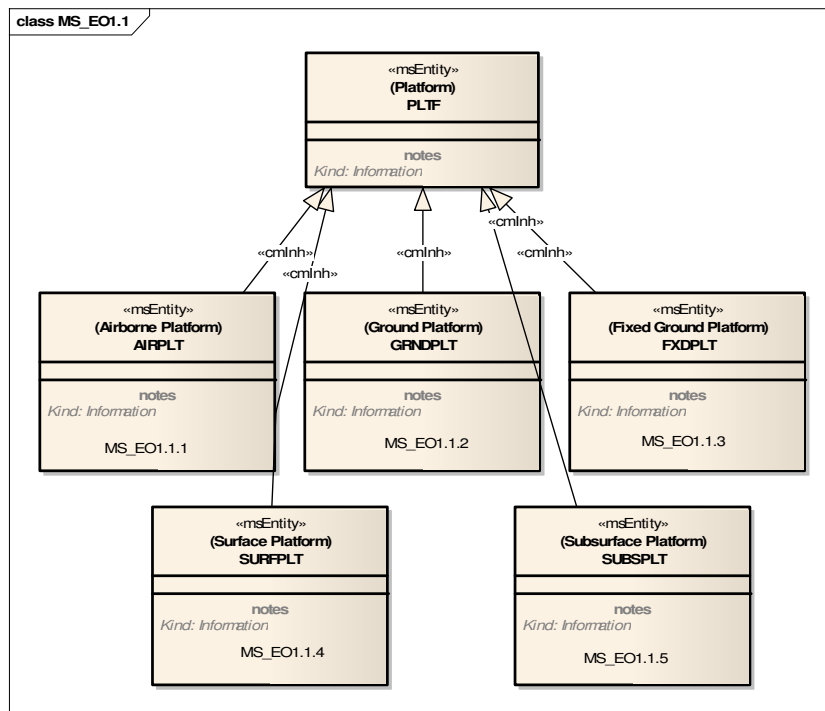 class MS_EO1.1
«msEntity»
(Platform)
PLTF
notes
Kind: Information
«cmInh»
«cmInh»
«cmInh»
«cmInh»
«cmInh»
«msEntity»
(Airborne Platform)
AIRPLT
notes
Kind: Information
MS_EO1.1.1
«msEntity»
(Ground Platform)
GRNDPLT
notes
Kind: Information
MS_EO1.1.2
«msEntity»
(Fixed Ground Platform)
FXDPLT
notes
Kind: Information
MS_EO1.1.3
«msEntity»
(Surface Platform)
SURFPLT
notes
Kind: Information
MS_EO1.1.4
«msEntity»
(Subsurface Platform)
SUBSPLT
notes
Kind: Information
MS_EO1.1.5